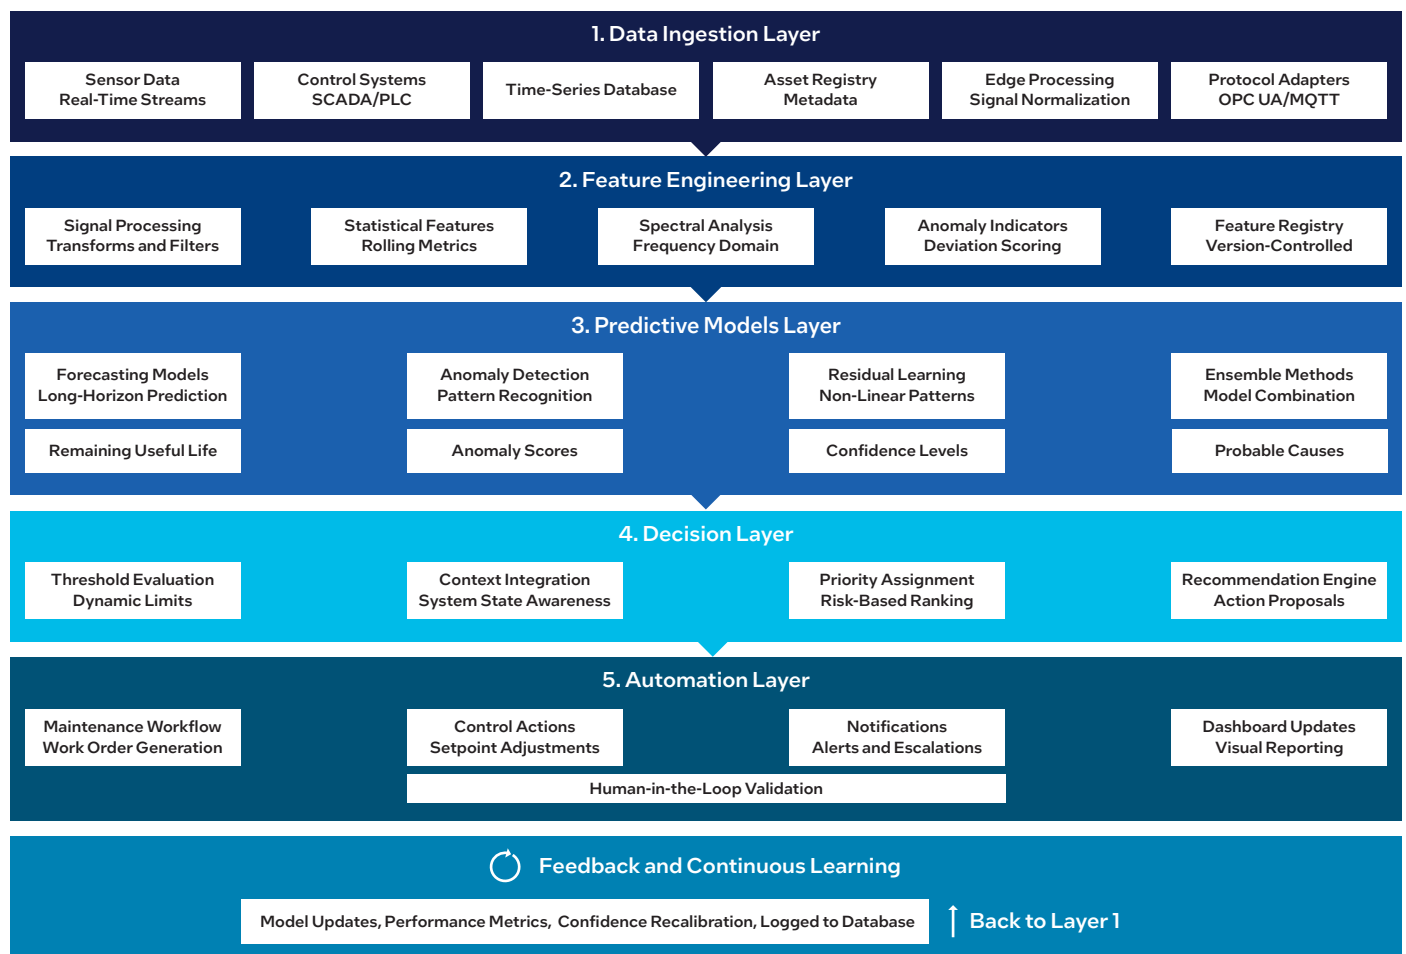 1. Data Ingestion Layer
Sensor Data
Real-Time Streams
Control Systems
SCADA/PLC
Time-Series Database
Asset Registry
Metadata
Edge Processing
Signal Normalization
Protocol Adapters
OPC UA/MQTT
2. Feature Engineering Layer
Signal Processing
Transforms and Filters
Statistical Features
Rolling Metrics
Spectral Analysis
Frequency Domain
Anomaly Indicators
Deviation Scoring
Feature Registry
Version-Controlled
3. Predictive Models Layer
Forecasting Models
Long-Horizon Prediction
Anomaly Detection
Pattern Recognition
Residual Learning
Non-Linear Patterns
Ensemble Methods
Model Combination
Remaining Useful Life
Anomaly Scores
Confidence Levels
Probable Causes
4. Decision Layer
Threshold Evaluation
Dynamic Limits
Context Integration
System State Awareness
Priority Assignment
Risk-Based Ranking
Recommendation Engine
Action Proposals
5. Automation Layer
Maintenance Workflow
Work Order Generation
Control Actions
Setpoint Adjustments
Notifications
Alerts and Escalations
Dashboard Updates
Visual Reporting
Human-in-the-Loop Validation
Feedback and Continuous Learning
Model Updates, Performance Metrics, Confidence Recalibration, Logged to Database
Back to Layer 1